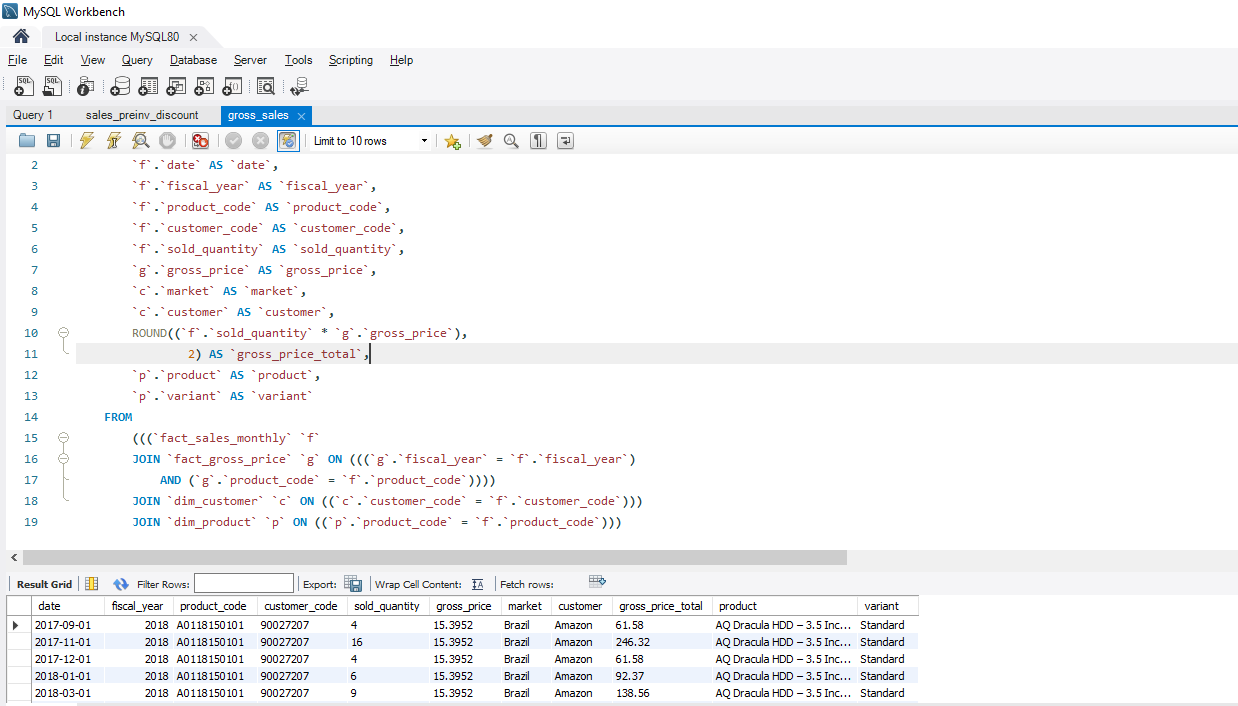 MySQL Workbench
Local instance MySQL80 ×
File Edit View Query Database Server Tools Scripting Help
Query 1 sales_preinv_discount gross_sales ×
Limit to 10 rows
2 `f`.`date` AS `date`,
3 `f`.`fiscal_year` AS `fiscal_year`,
4 `f`.`product_code` AS `product_code`,
5 `f`.`customer_code` AS `customer_code`,
6 `f`.`sold_quantity` AS `sold_quantity`,
7 `g`.`gross_price` AS `gross_price`,
8 `c`.`market` AS `market`,
9 `c`.`customer` AS `customer`,
10 ROUND((`f`.`sold_quantity` * `g`.`gross_price`),
11 2) AS `gross_price_total`,
12 `p`.`product` AS `product`,
13 `p`.`variant` AS `variant`
14 FROM
15 (((`fact_sales_monthly` `f`
16 JOIN `fact_gross_price` `g` ON (((`g`.`fiscal_year` = `f`.`fiscal_year`)
17 AND (`g`.`product_code` = `f`.`product_code`))))
18 JOIN `dim_customer` `c` ON ((`c`.`customer_code` = `f`.`customer_code`)))
19 JOIN `dim_product` `p` ON ((`p`.`product_code` = `f`.`product_code`)))
Result Grid Filter Rows: Export: Wrap Cell Content: IA Fetch rows:
date fiscal_year product_code customer_code sold_quantity gross_price market customer gross_price_total product variant
2017-09-01 2018 A0118150101 90027207 4 15.3952 Brazil Amazon 61.58 AQ Dracula HDD – 3.5 Inc... Standard
2017-11-01 2018 A0118150101 90027207 16 15.3952 Brazil Amazon 246.32 AQ Dracula HDD – 3.5 Inc... Standard
2017-12-01 2018 A0118150101 90027207 4 15.3952 Brazil Amazon 61.58 AQ Dracula HDD – 3.5 Inc... Standard
2018-01-01 2018 A0118150101 90027207 6 15.3952 Brazil Amazon 92.37 AQ Dracula HDD – 3.5 Inc... Standard
2018-03-01 2018 A0118150101 90027207 9 15.3952 Brazil Amazon 138.56 AQ Dracula HDD – 3.5 Inc... Standard